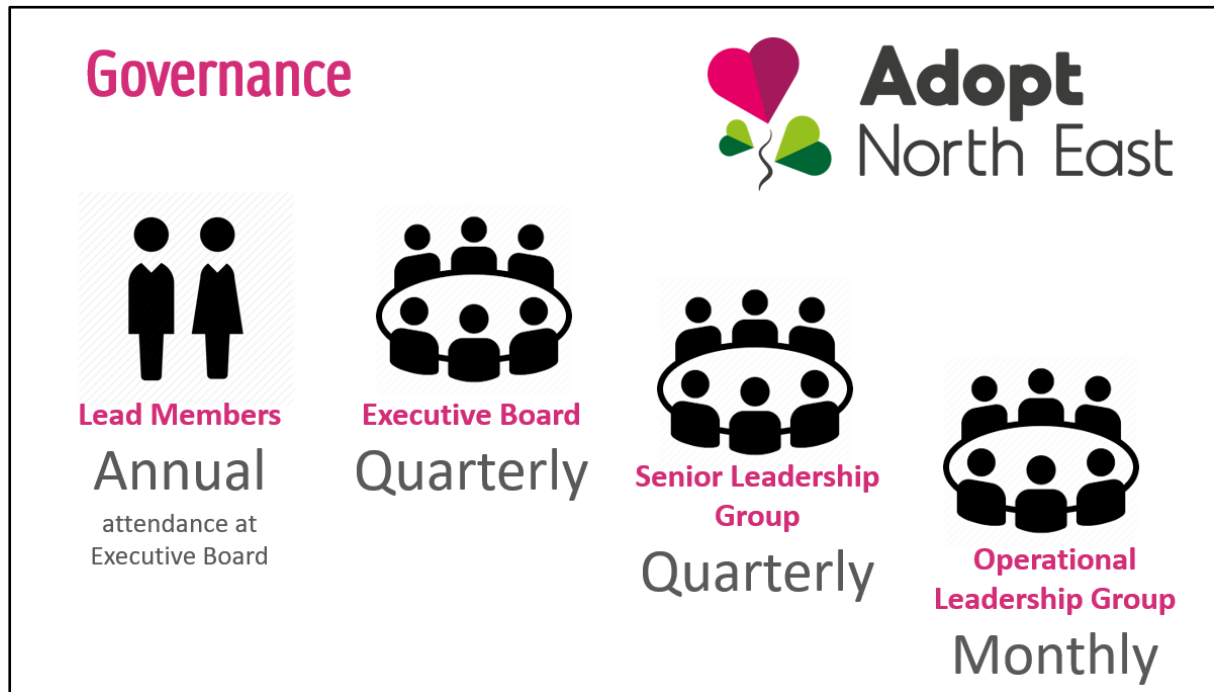 Governance
Adopt
North East
Lead Members
Annual
attendance at
Executive Board
Executive Board
Quarterly
Senior Leadership
Group
Quarterly
Operational
Leadership Group
Monthly